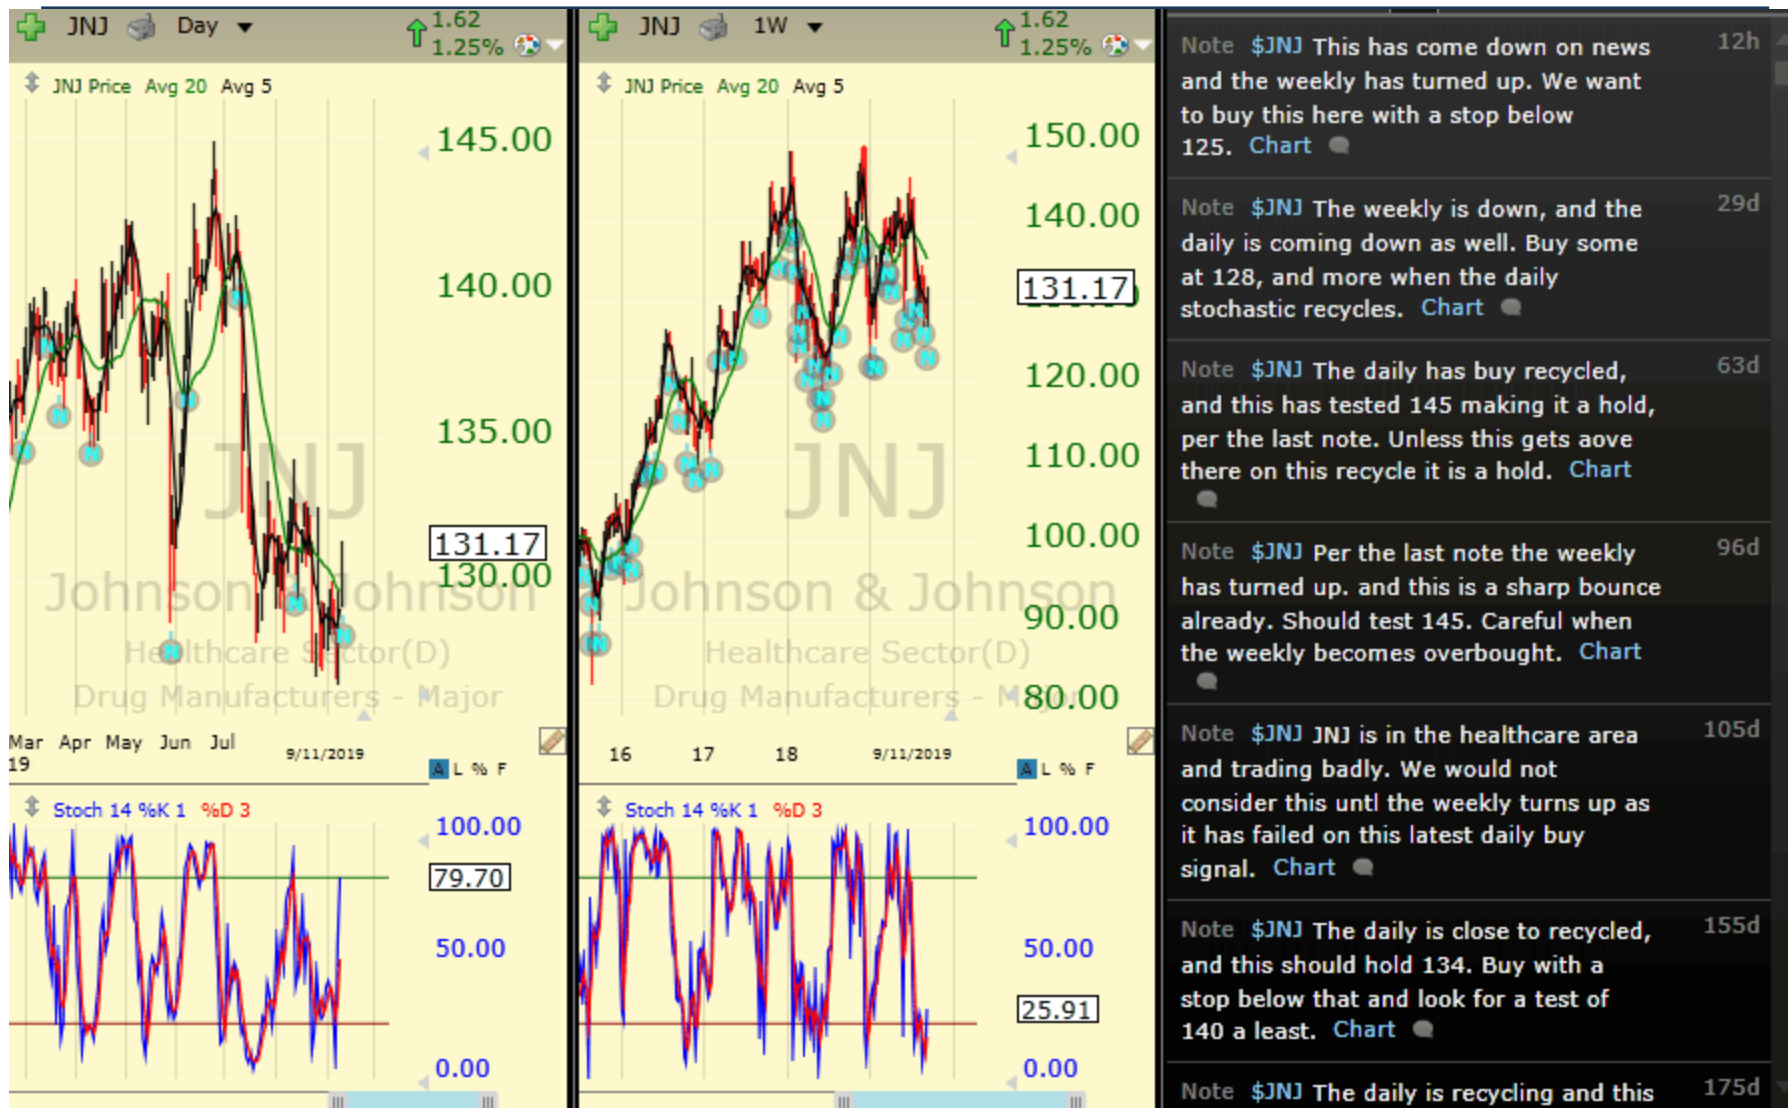 JNJ Day 1.62
1.25%
JNJ Price Avg 20 Avg 5
145.00
140.00
135.00
131.17
130.00
JNJ
Johnson & Johnson
Healthcare Sector(D)
Drug Manufacturers - Major
Mar Apr May Jun Jul 9/11/2019
19
A L % F
Stoch 14 %K 1 %D 3
100.00
79.70
50.00
0.00
JNJ 1W 1.62
1.25%
JNJ Price Avg 20 Avg 5
150.00
140.00
131.17
120.00
110.00
100.00
90.00
80.00
JNJ
Johnson & Johnson
Healthcare Sector(D)
Drug Manufacturers - Major
16 17 18 9/11/2019
A L % F
Stoch 14 %K 1 %D 3
100.00
50.00
25.91
0.00
Note $JNJ This has come down on news 12h
and the weekly has turned up. We want
to buy this here with a stop below
125. Chart
Note $JNJ The weekly is down, and the 29d
daily is coming down as well. Buy some
at 128, and more when the daily
stochastic recycles. Chart
Note $JNJ The daily has buy recycled, 63d
and this has tested 145 making it a hold,
per the last note. Unless this gets aove
there on this recycle it is a hold. Chart
Note $JNJ Per the last note the weekly 96d
has turned up. and this is a sharp bounce
already. Should test 145. Careful when
the weekly becomes overbought. Chart
Note $JNJ JNJ is in the healthcare area 105d
and trading badly. We would not
consider this untl the weekly turns up as
it has failed on this latest daily buy
signal. Chart
Note $JNJ The daily is close to recycled, 155d
and this should hold 134. Buy with a
stop below that and look for a test of
140 a least. Chart
Note $JNJ The daily is recycling and this 175d